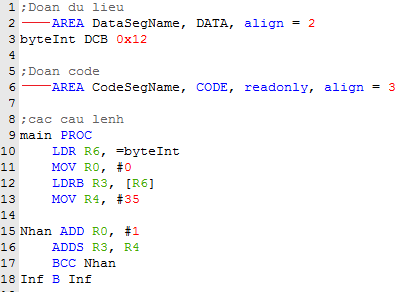 1 ;Doan du lieu
2 AREA DataSegName, DATA, align = 2
3 byteInt DCB 0x12
4
5 ;Doan code
6 AREA CodeSegName, CODE, readonly, align = 3
7
8 ;cac cau lenh
9 main PROC
10 LDR R6, =byteInt
11 MOV R0, #0
12 LDRB R3, [R6]
13 MOV R4, #35
14
15 Nhan ADD R0, #1
16 ADDS R3, R4
17 BCC Nhan
18 Inf B Inf